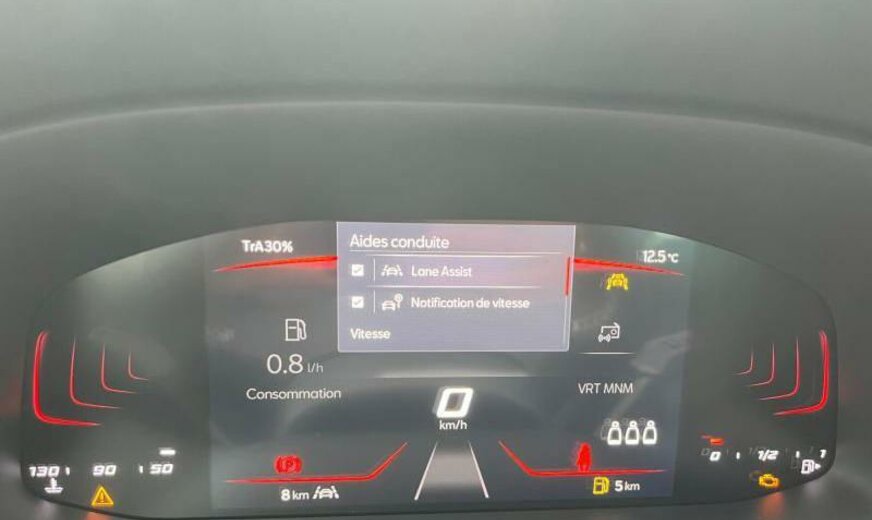 TrA30%
Aides conduite
12.5°C
Lane Assist
Notification de vitesse
Vitesse
0.8 l/h
Consommation
VRT MNM
0
km/h
130 90 50
P
0 1/2 1
8 km
5 km